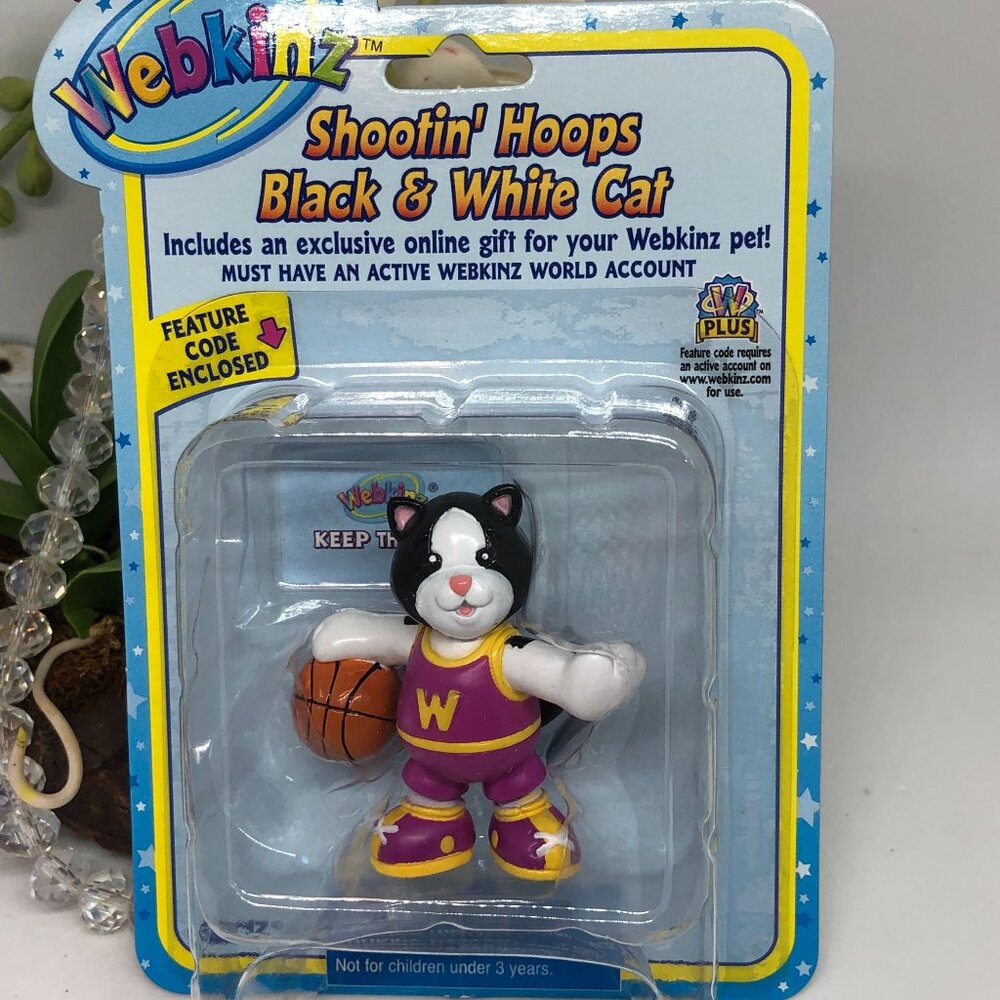 Webkinz™
Shootin' Hoops
Black & White Cat
Includes an exclusive online gift for your Webkinz pet!
MUST HAVE AN ACTIVE WEBKINZ WORLD ACCOUNT
FEATURE
CODE
ENCLOSED
W
PLUS
Feature code requires
an active account on
www.webkinz.com
for use.
Webkinz®
KEEP
W
Not for children under 3 years.